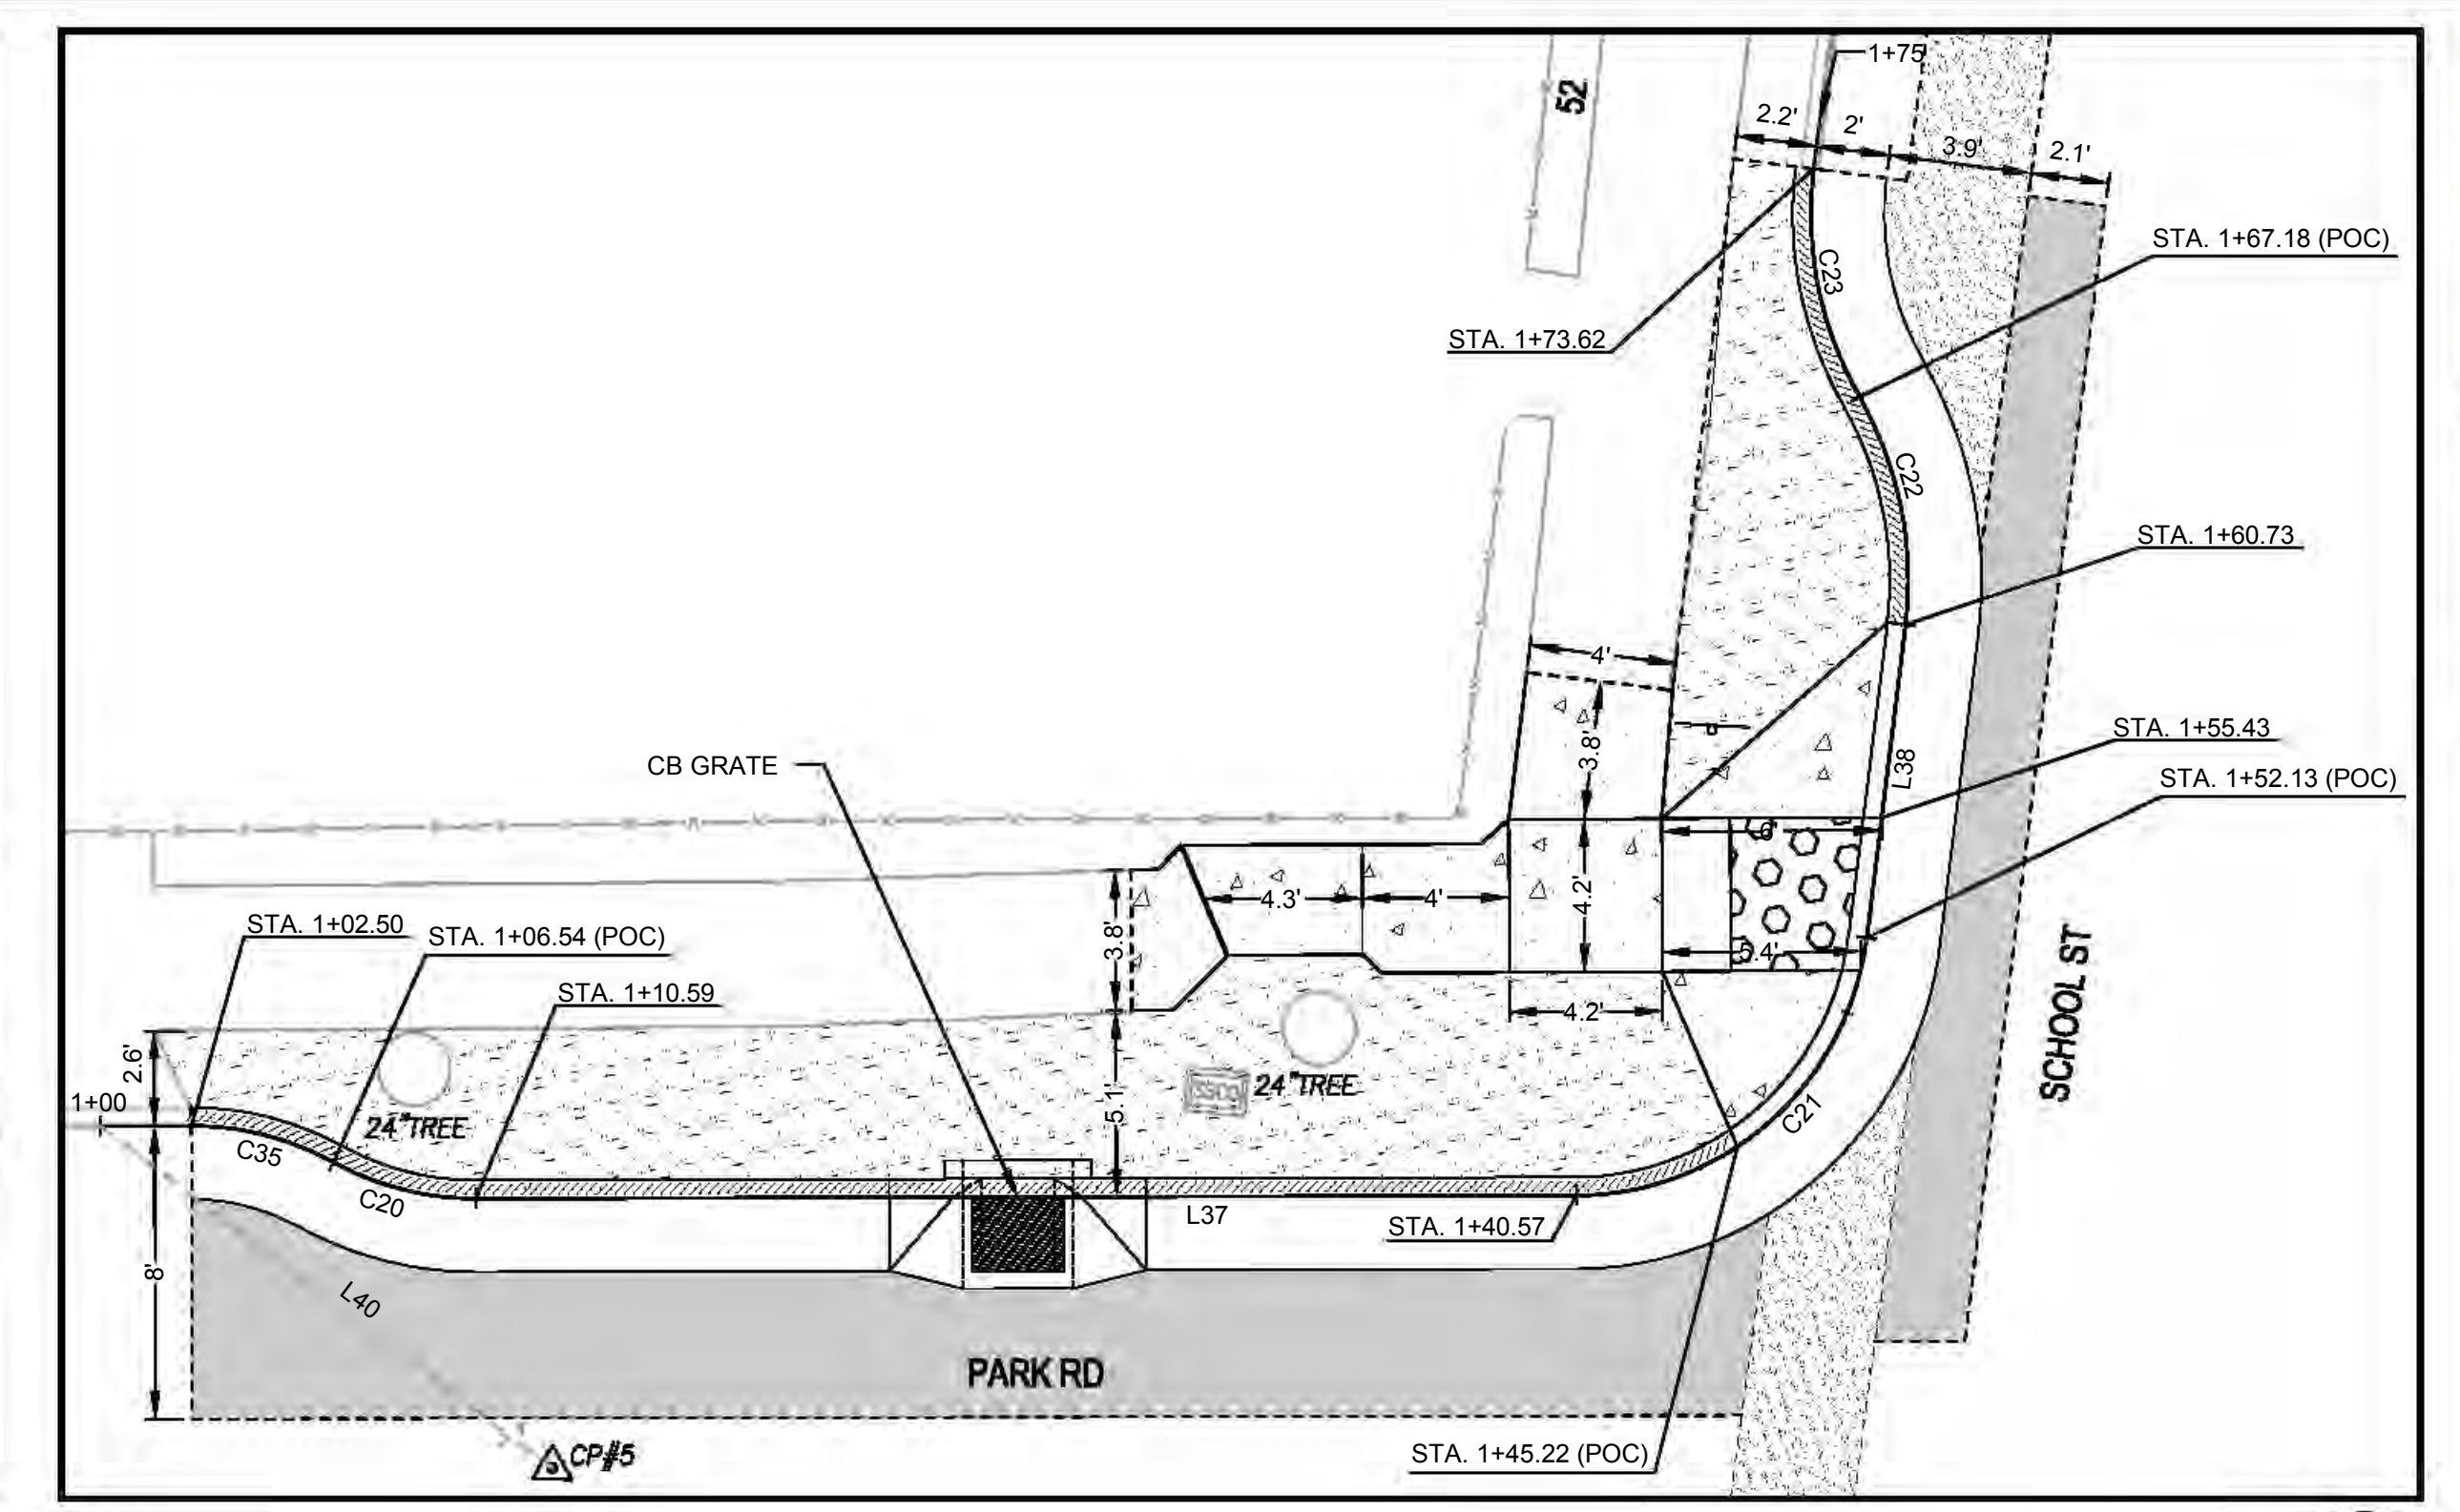 1+75
52
2.2'
2'
3.9'
2.1'
STA. 1+67.18 (POC)
C23
STA. 1+73.62
C22
STA. 1+60.73
4'
3.8'
STA. 1+55.43
L38
CB GRATE
STA. 1+52.13 (POC)
6'
4.3'
4'
4.2'
STA. 1+02.50
STA. 1+06.54 (POC)
3.8'
5.4'
STA. 1+10.59
4.2'
SCHOOL ST
2.6'
1+00
24"TREE
SSCO
24"TREE
5.1'
C21
C35
C20
L37
STA. 1+40.57
8'
L40
PARK RD
CP#5
STA. 1+45.22 (POC)